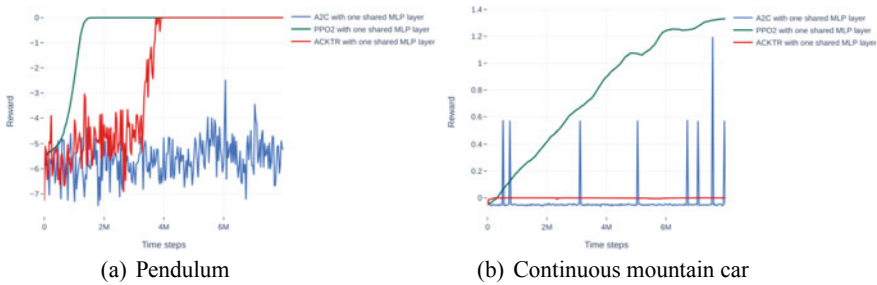 0
−1
−2
−3
−4
−5
−6
−7
Reward
0
2M
4M
6M
Time steps
A2C with one shared MLP layer
PPO2 with one shared MLP layer
ACKTR with one shared MLP layer
(a) Pendulum
1.4
1.2
1
0.8
0.6
0.4
0.2
0
Reward
0
2M
4M
6M
Time steps
A2C with one shared MLP layer
PPO2 with one shared MLP layer
ACKTR with one shared MLP layer
(b) Continuous mountain car